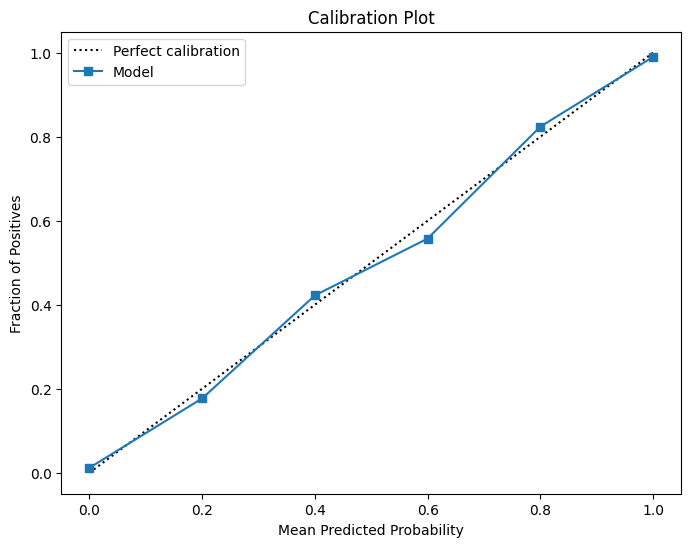 Calibration Plot
Perfect calibration
Model
1.0
0.8
0.6
0.4
0.2
0.0
Fraction of Positives
0.0 0.2 0.4 0.6 0.8 1.0
Mean Predicted Probability